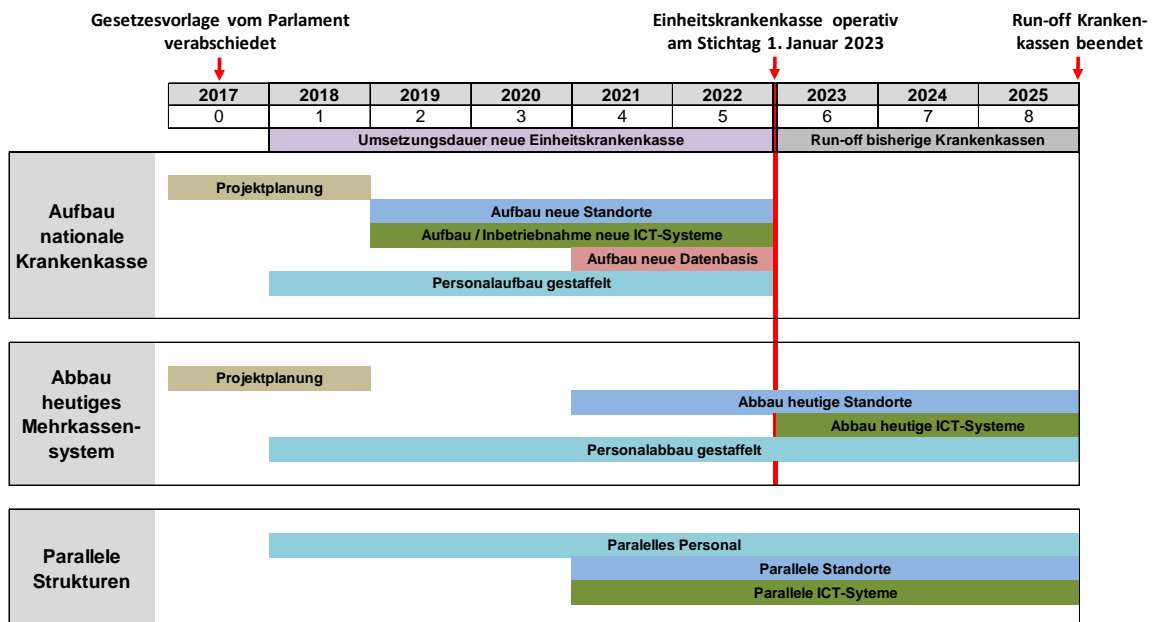 Gesetzesvorlage vom Parlament
verabschiedet
Einheitskrankenkasse operativ
am Stichtag 1. Januar 2023
Run-off Kranken-
kassen beendet
2017 2018 2019 2020 2021 2022 2023 2024 2025
0 1 2 3 4 5 6 7 8
Umsetzungsdauer neue Einheitskrankenkasse Run-off bisherige Krankenkassen
Aufbau
nationale
Krankenkasse
Projektplanung
Aufbau neue Standorte
Aufbau / Inbetriebnahme neue ICT-Systeme
Aufbau neue Datenbasis
Personalaufbau gestaffelt
Abbau
heutiges
Mehrkassen-
system
Projektplanung
Abbau heutige Standorte
Abbau heutige ICT-Systeme
Personalabbau gestaffelt
Parallele
Strukturen
Paralelles Personal
Parallele Standorte
Parallele ICT-Syteme